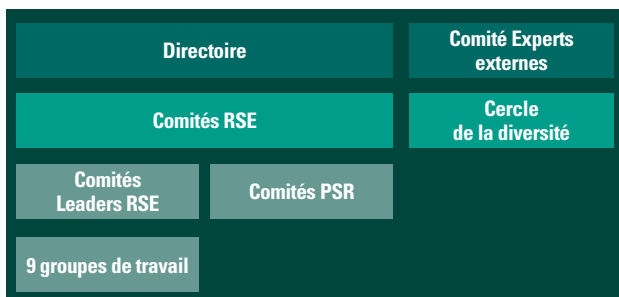 Directoire
Comité Experts
externes
Comités RSE
Cercle
de la diversité
Comités
Leaders RSE
Comités PSR
9 groupes de travail